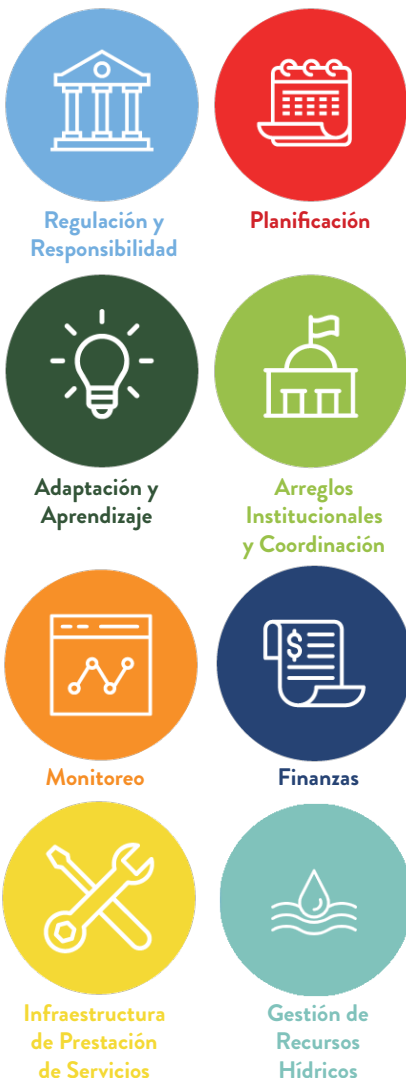 Regulación y
Responsibilidad
Planificación
Adaptación y
Aprendizaje
Arreglos
Institucionales
y Coordinación
$
Monitoreo
Finanzas
Infraestructura
de Prestación
de Servicios
Gestión de
Recursos
Hídricos